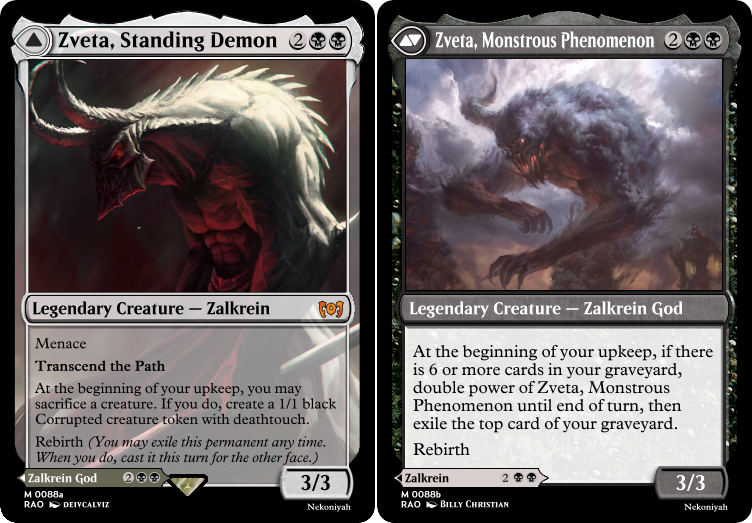 Zveta, Standing Demon 2
Legendary Creature — Zalkrein
Menace
Transcend the Path
At the beginning of your upkeep, you may
sacrifice a creature. If you do, create a 1/1 black
Corrupted creature token with deathtouch.
Rebirth (You may exile this permanent any time.
When you do, cast it this turn for the other face.)
Zalkrein God 2
3/3
M 0088a
RAO DEIVCALVIZ
Nekoniyah
Zveta, Monstrous Phenomenon 2
Legendary Creature — Zalkrein God
At the beginning of your upkeep, if there
is 6 or more cards in your graveyard,
double power of Zveta, Monstrous
Phenomenon until end of turn, then
exile the top card of your graveyard.
Rebirth
Zalkrein 2
3/3
M 0088b
RAO Billy Christian
Nekoniyah